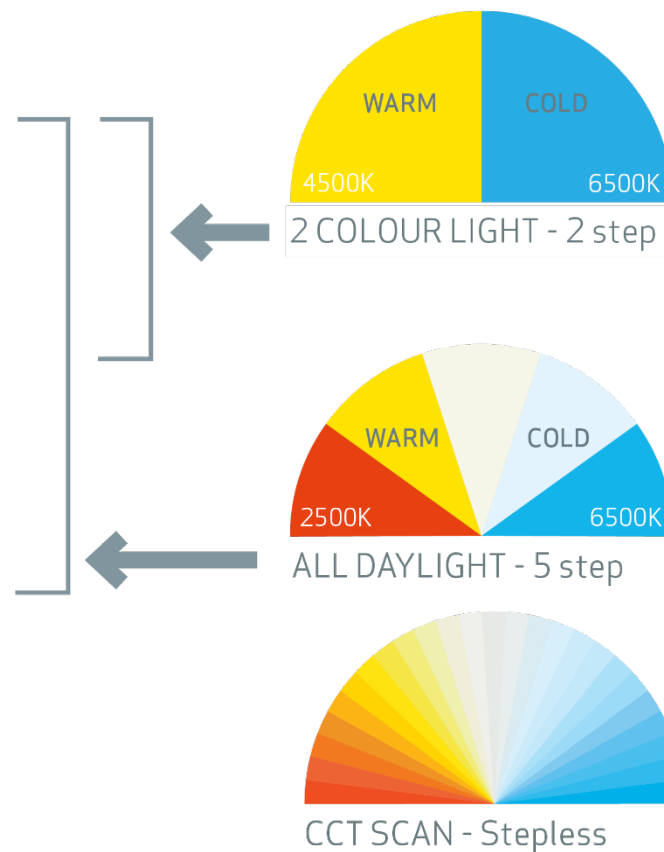 WARM COLD
4500K 6500K
2 COLOUR LIGHT - 2 step
WARM COLD
2500K 6500K
ALL DAYLIGHT - 5 step
CCT SCAN - Stepless